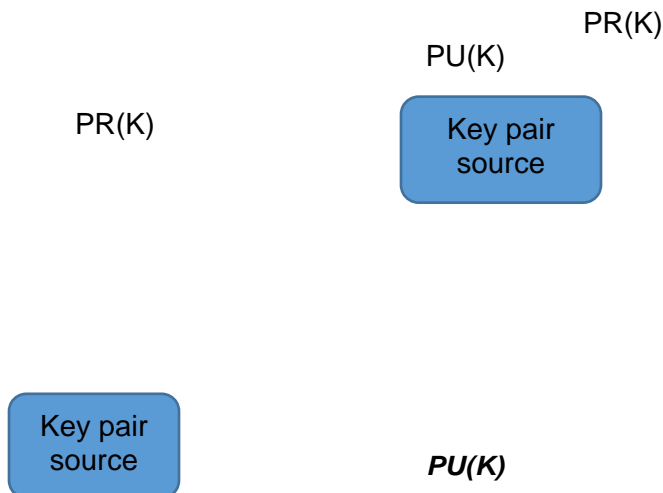 PR(K)
PU(K)
PR(K)
Key pair
source
Key pair
source
PU(K)